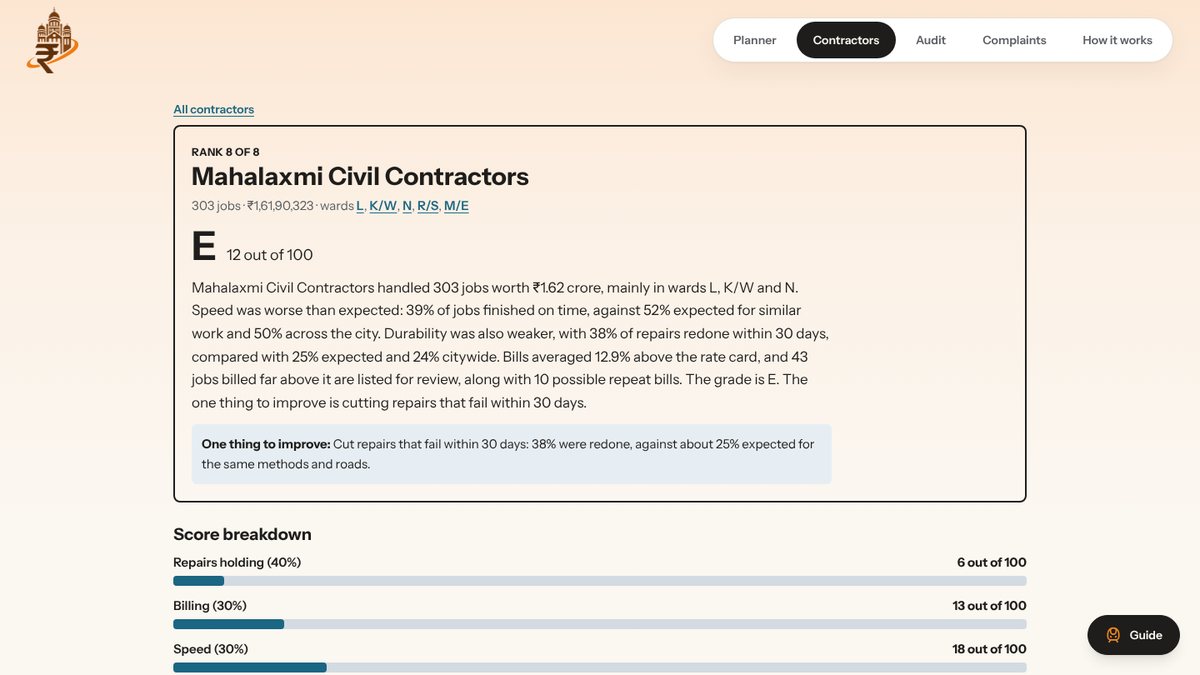 Planner
Contractors
Audit
Complaints
How it works
All contractors
RANK 8 OF 8
Mahalaxmi Civil Contractors
303 jobs · ₹1,61,90,323 · wards L, K/W, N, R/S, M/E
E 12 out of 100
Mahalaxmi Civil Contractors handled 303 jobs worth ₹1.62 crore, mainly in wards L, K/W and N.
Speed was worse than expected: 39% of jobs finished on time, against 52% expected for similar
work and 50% across the city. Durability was also weaker, with 38% of repairs redone within 30 days,
compared with 25% expected and 24% citywide. Bills averaged 12.9% above the rate card, and 43
jobs billed far above it are listed for review, along with 10 possible repeat bills. The grade is E. The
one thing to improve is cutting repairs that fail within 30 days.
One thing to improve: Cut repairs that fail within 30 days: 38% were redone, against about 25% expected for
the same methods and roads.
Score breakdown
Repairs holding (40%) 6 out of 100
Billing (30%) 13 out of 100
Speed (30%) 18 out of 100
Guide